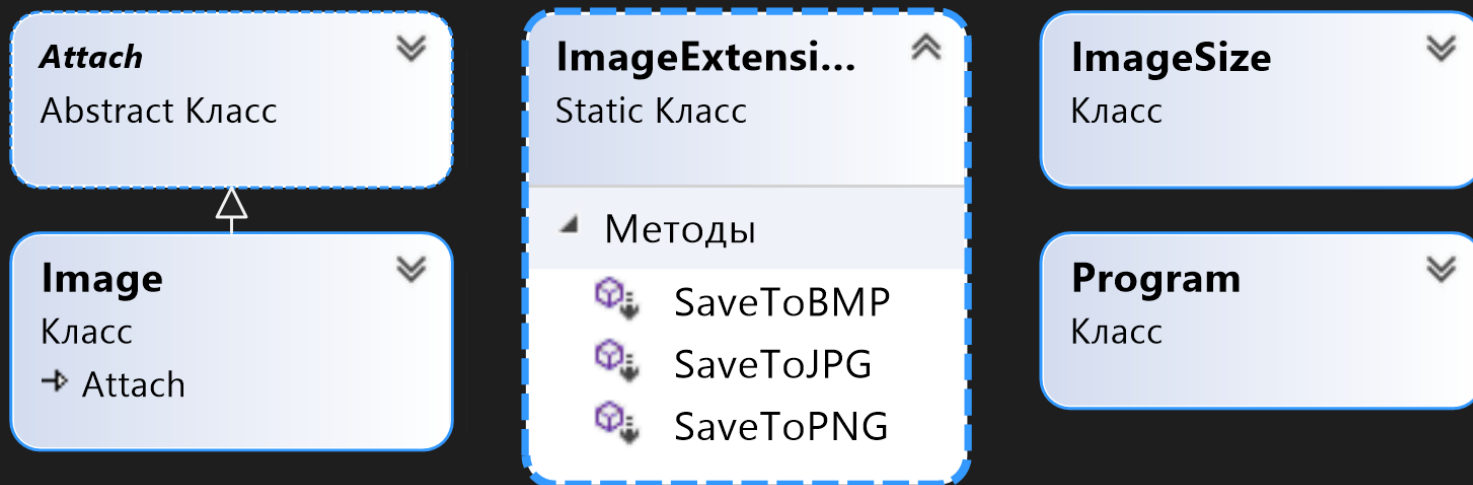 Attach
Abstract Класс
Image
Класс
Attach
ImageExtensi...
Static Класс
Методы
SaveToBMP
SaveToJPG
SaveToPNG
ImageSize
Класс
Program
Класс